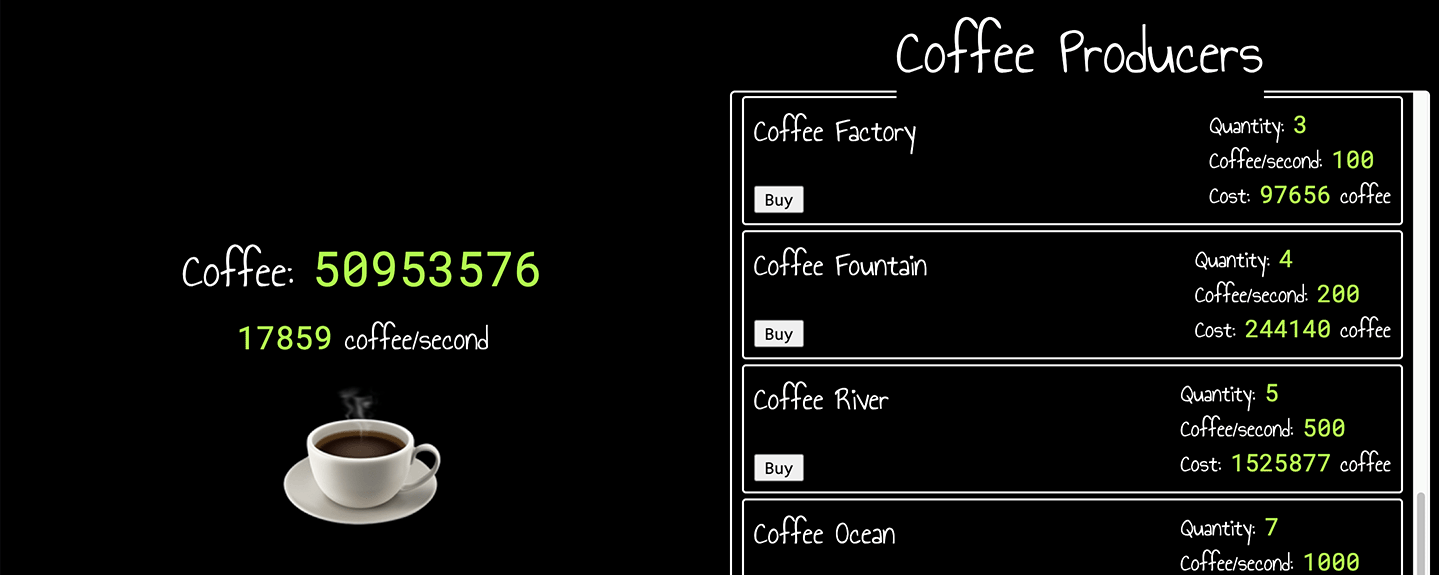 Coffee Producers
Coffee: 50953576
17859 coffee/second
Coffee Factory
Quantity: 3
Coffee/second: 100
Cost: 97656 coffee
Buy
Coffee Fountain
Quantity: 4
Coffee/second: 200
Cost: 244140 coffee
Buy
Coffee River
Quantity: 5
Coffee/second: 500
Cost: 1525877 coffee
Buy
Coffee Ocean
Quantity: 7
Coffee/second: 1000